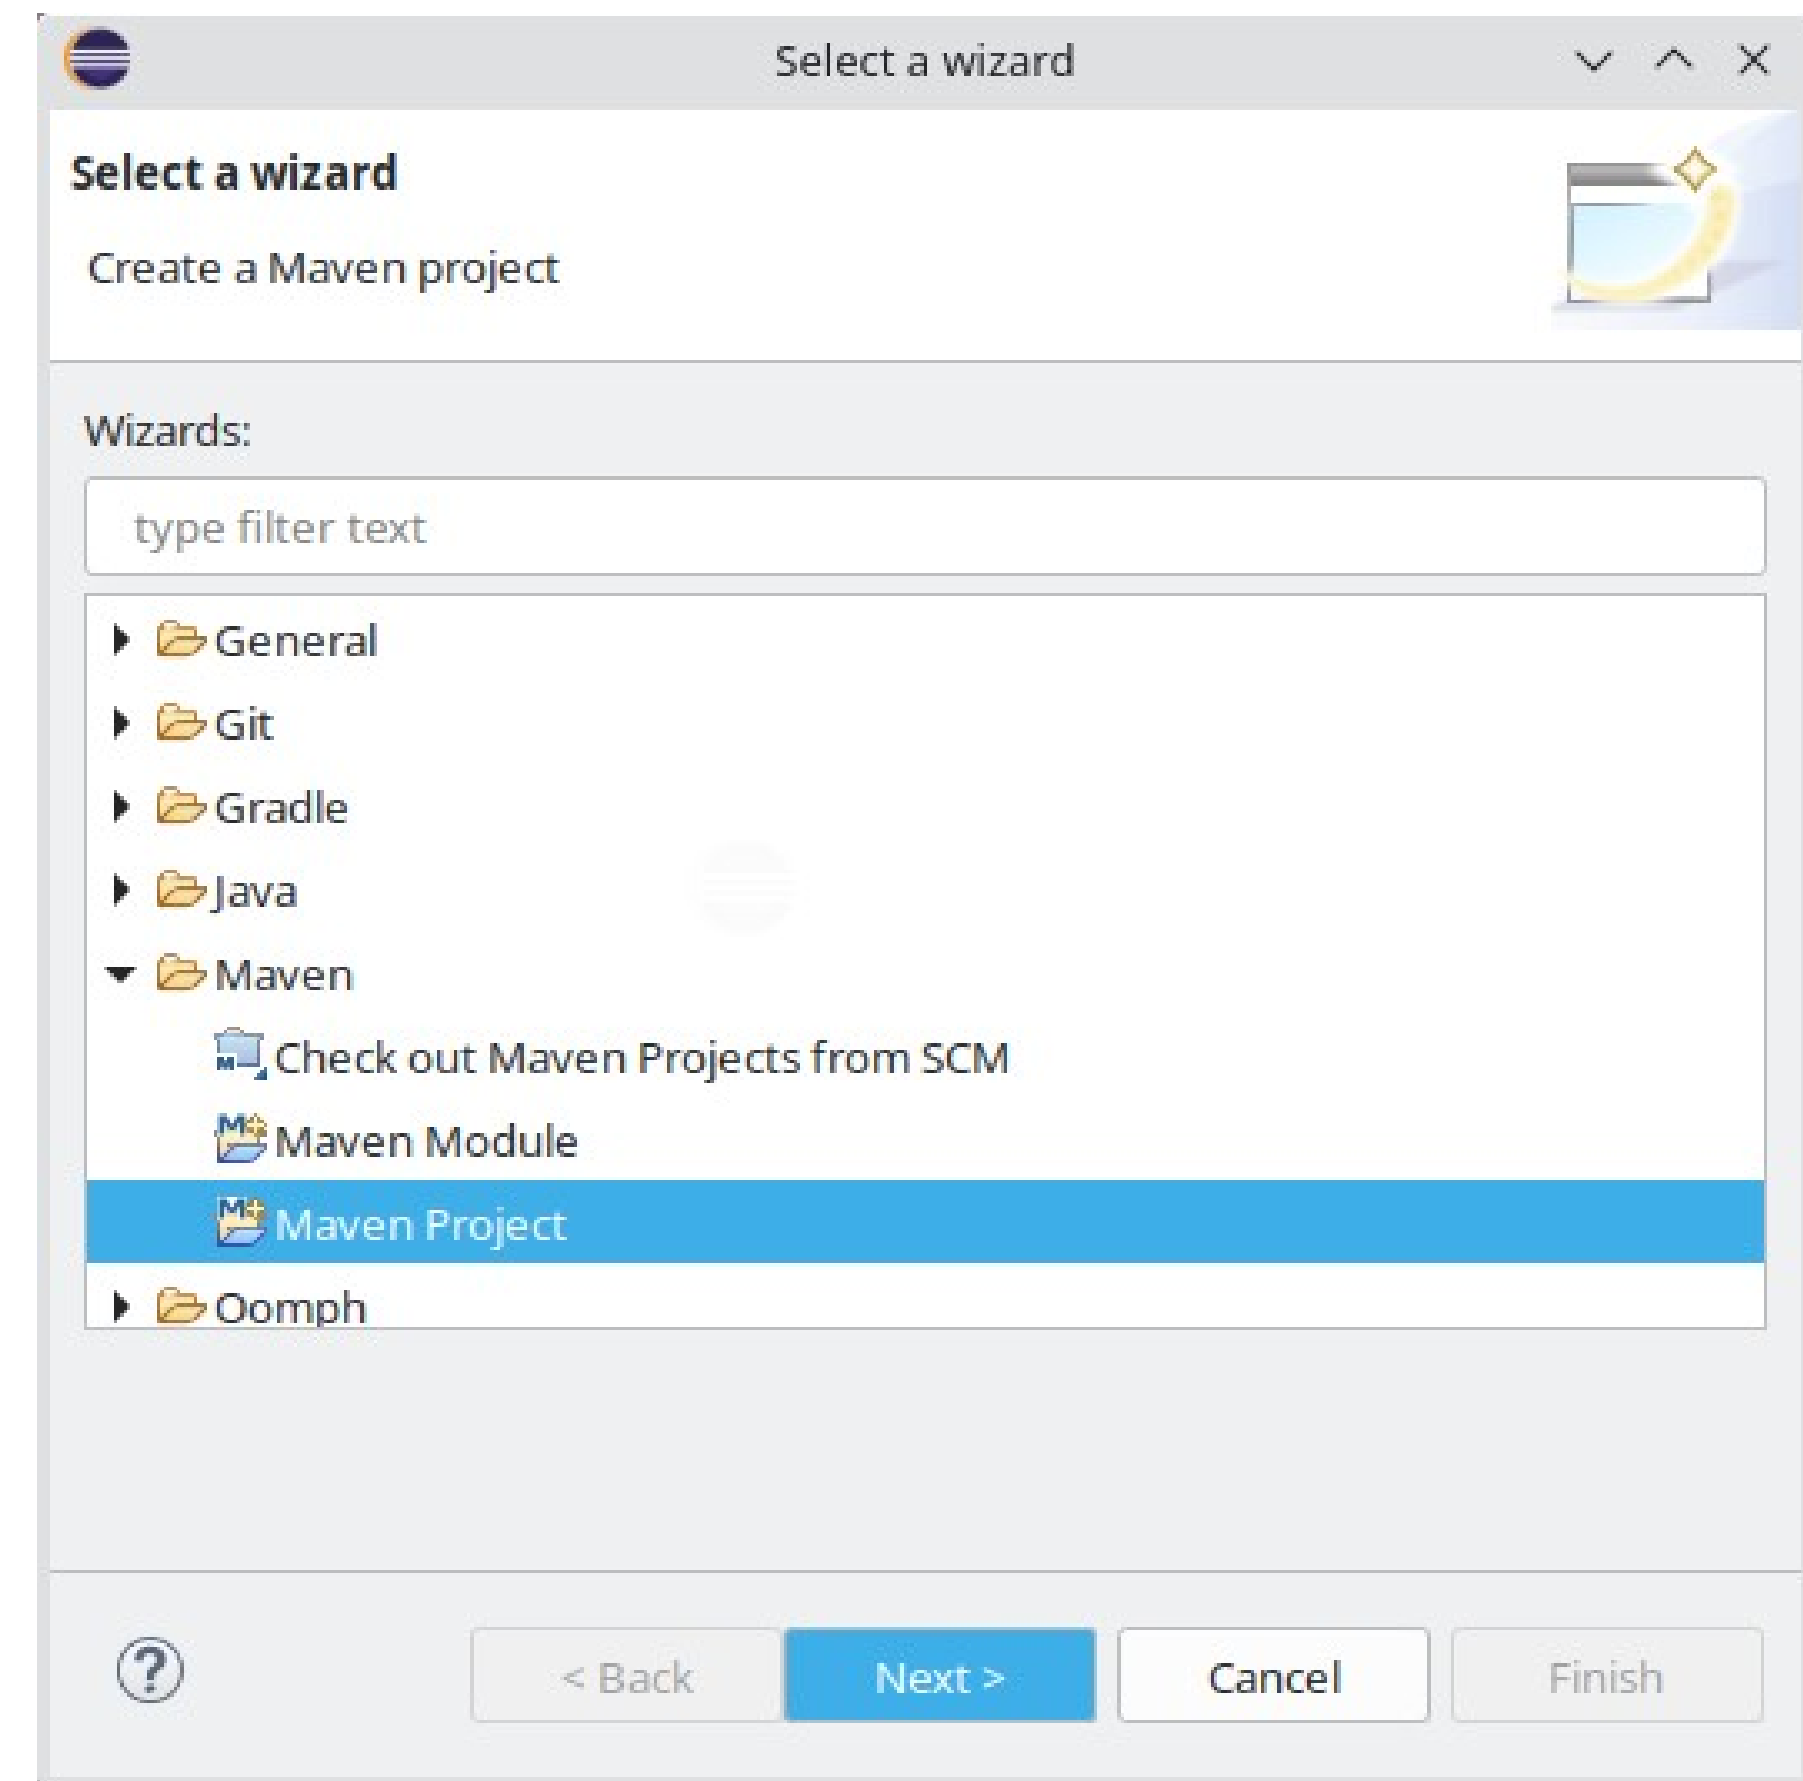 Select a wizard
Select a wizard
Create a Maven project
Wizards:
type filter text
General
Git
Gradle
Java
Maven
Check out Maven Projects from SCM
Maven Module
Maven Project
Oomph
? < Back Next > Cancel Finish